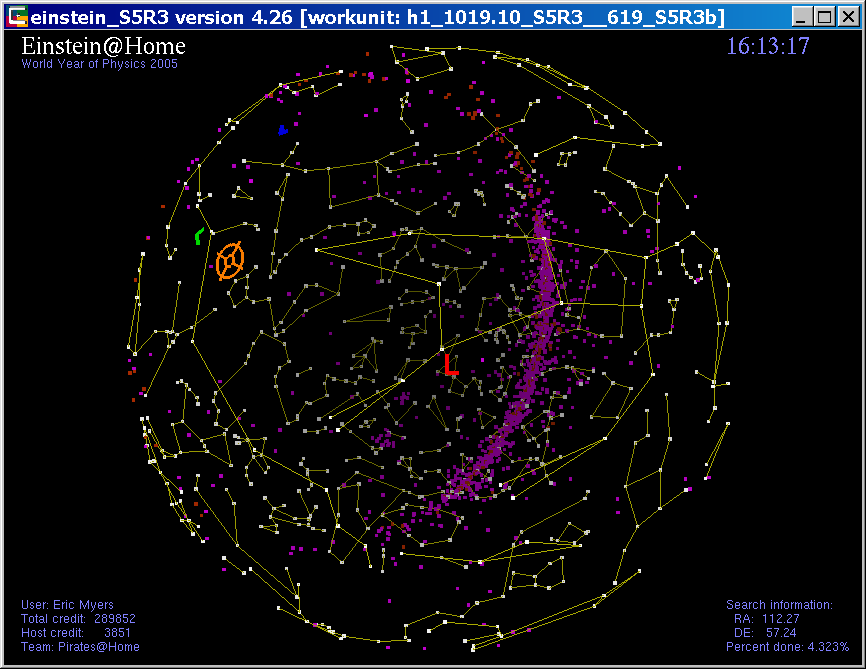 einstein_S5R3 version 4.26 [workunit: h1_1019.10_S5R3__619_S5R3b]
Einstein@Home
World Year of Physics 2005
16:13:17
User: Eric Myers
Total credit: 289852
Host credit: 3851
Team: Pirates@Home
Search information:
RA: 112.27
DE: 57.24
Percent done: 4.323%